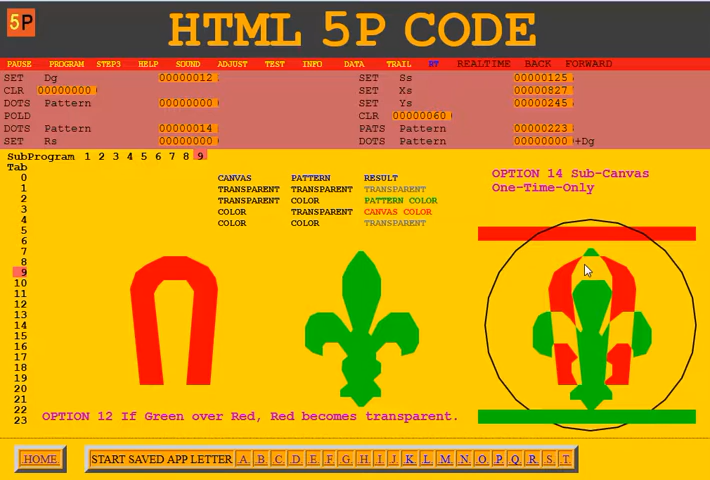 5P
HTML 5P CODE
PAUSE PROGRAM STEP3 HELP SOUND ADJUST TEST INFO DATA TRAIL RT REALTIME BACK FORWARD
SET Dg 00000012 SET Ss 00000125
CLR 00000000 SET Xs 00000827
DOTS Pattern 00000000 SET Ys 00000245
POLD CLR 00000060
DOTS Pattern 00000014 PATS Pattern 00000223
SET Rs 00000000 DOTS Pattern 00000000 +Dg
SubProgram 1 2 3 4 5 6 7 8 9
Tab
0
1
2
3
4
5
6
7
8
9
10
11
12
13
14
15
16
17
18
19
20
21
22
23
CANVAS PATTERN RESULT
TRANSPARENT TRANSPARENT TRANSPARENT
TRANSPARENT COLOR PATTERN COLOR
COLOR TRANSPARENT CANVAS COLOR
COLOR COLOR TRANSPARENT
OPTION 14 Sub-Canvas
One-Time-Only
OPTION 12 If Green over Red, Red becomes transparent.
HOME START SAVED APP LETTER A B C D E F G H I J K L M N O P Q R S T